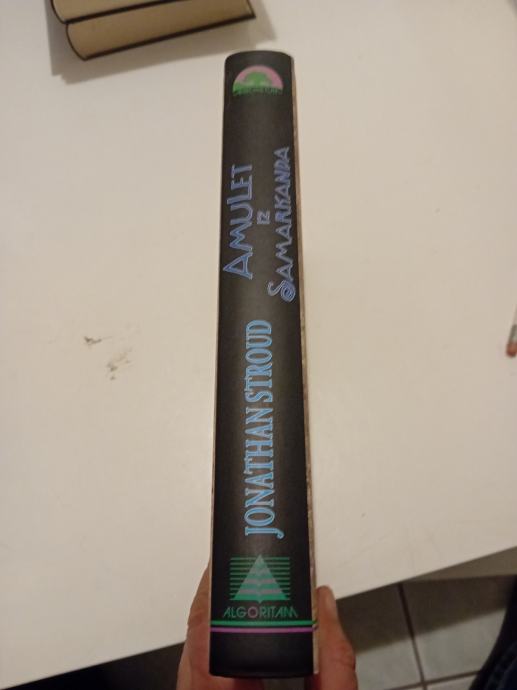 AMULET
IZ
SAMARKANDA
JONATHAN STROUD
ALGORITAM